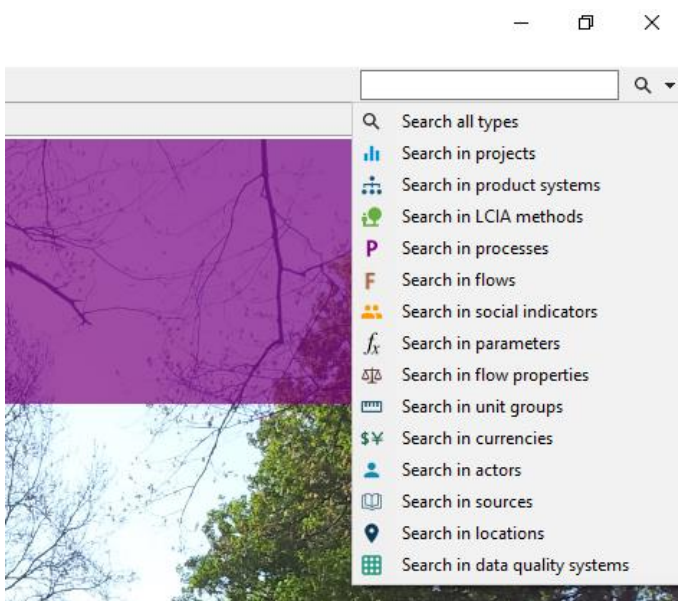 Search all types
Search in projects
Search in product systems
Search in LCIA methods
P Search in processes
F Search in flows
Search in social indicators
fx Search in parameters
Search in flow properties
Search in unit groups
$¥ Search in currencies
Search in actors
Search in sources
Search in locations
Search in data quality systems